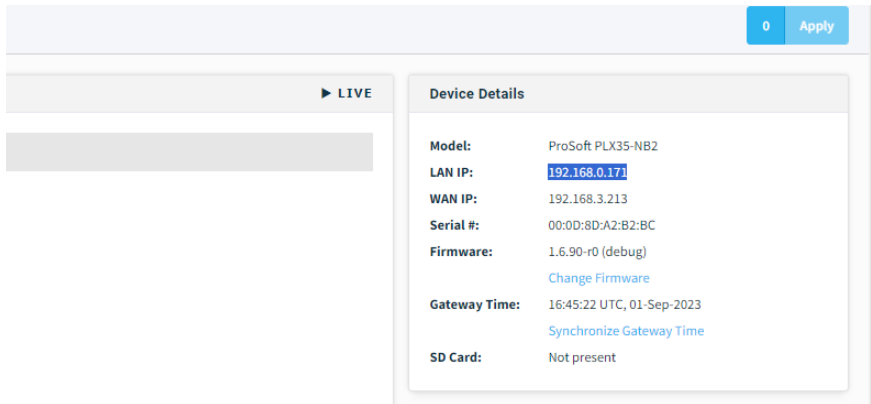 0 Apply
▶ LIVE
Device Details
Model: ProSoft PLX35-NB2
LAN IP: 192.168.0.171
WAN IP: 192.168.3.213
Serial #: 00:0D:8D:A2:B2:BC
Firmware: 1.6.90-r0 (debug)
Change Firmware
Gateway Time: 16:45:22 UTC, 01-Sep-2023
Synchronize Gateway Time
SD Card: Not present